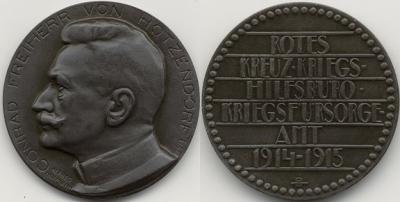 CONRAD FREIHERR VON HÖTZENDORF
ROTES
KREUZ·KRIEGS-
HILFSBÜRO·
KRIEGSFÜRSORGE
AMT
1914-1915